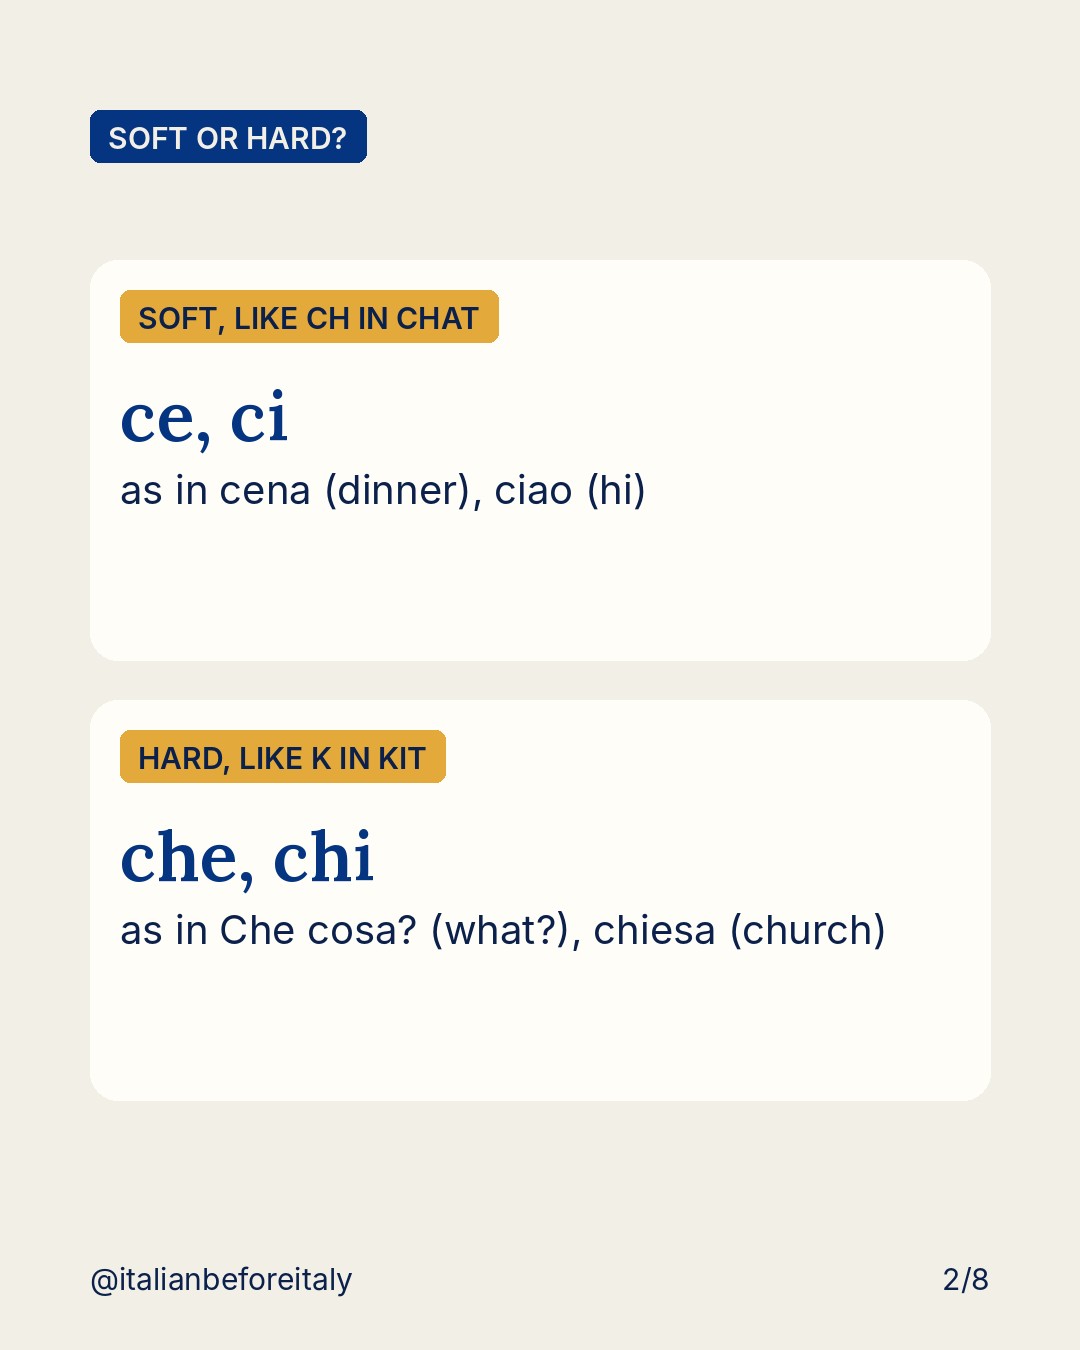 SOFT OR HARD?
SOFT, LIKE CH IN CHAT
ce, ci
as in cena (dinner), ciao (hi)
HARD, LIKE K IN KIT
che, chi
as in Che cosa? (what?), chiesa (church)
@italianbeforeitaly
2/8